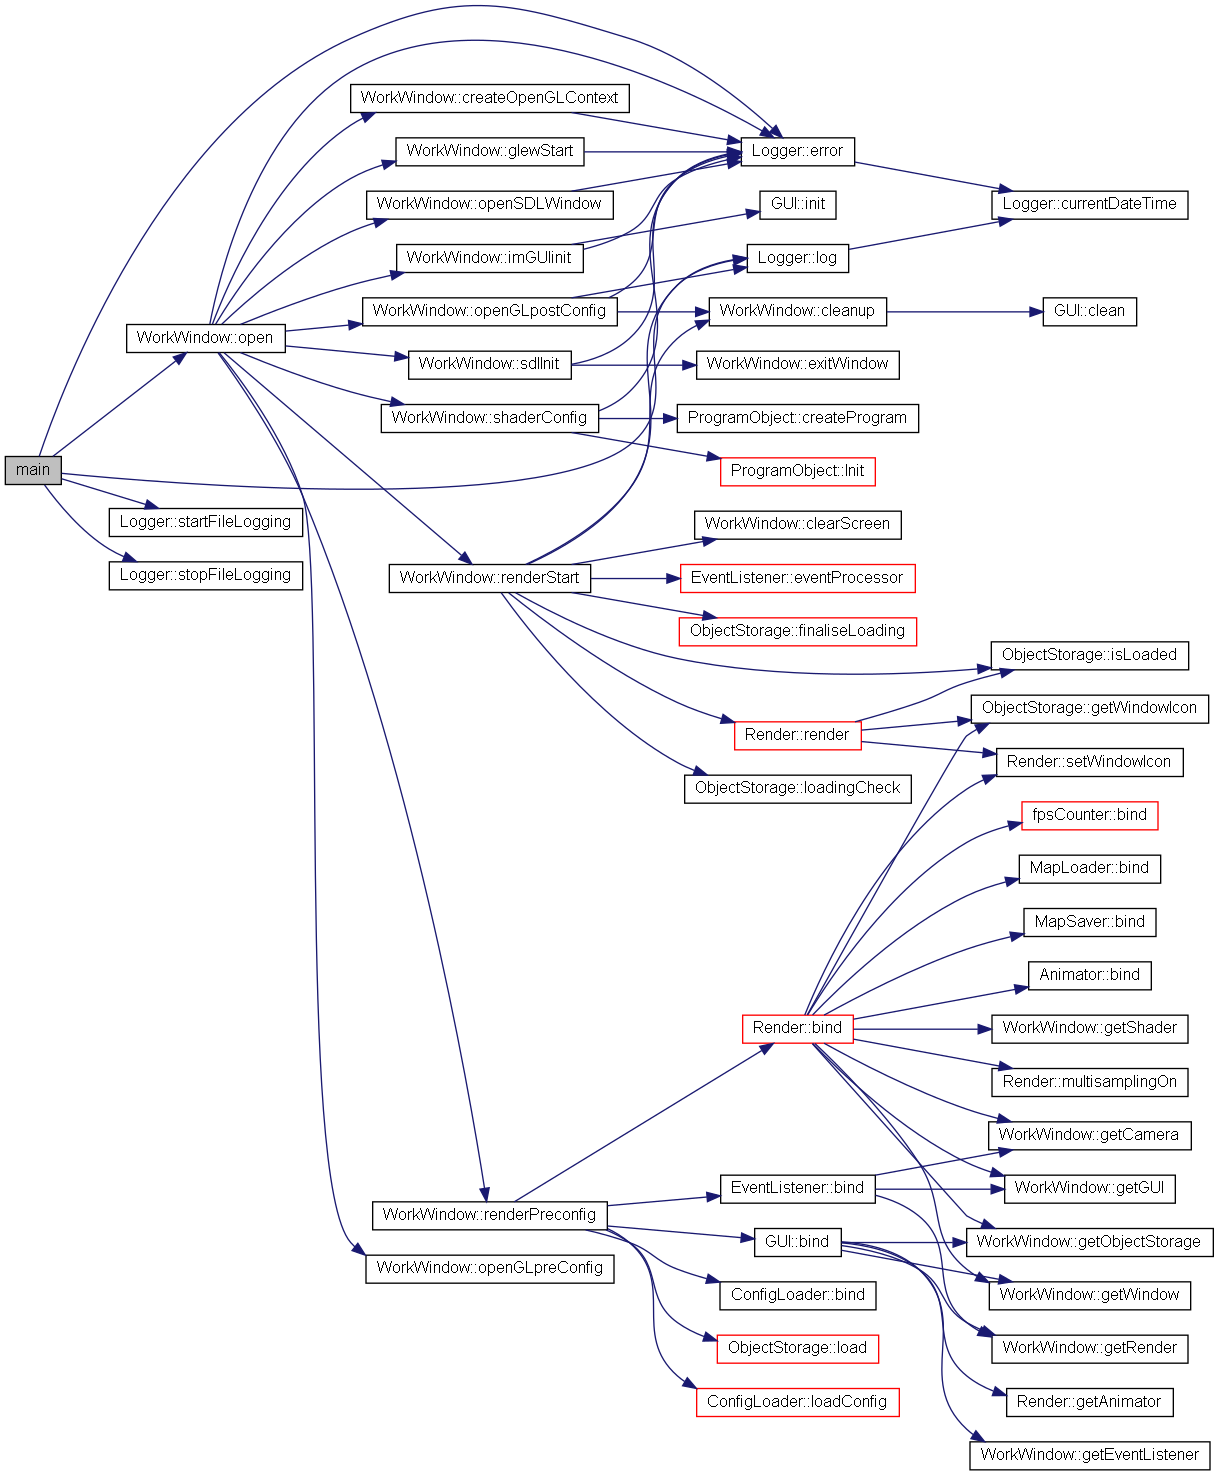 main
WorkWindow::open
Logger::startFileLogging
Logger::stopFileLogging
WorkWindow::createOpenGLContext
WorkWindow::glewStart
WorkWindow::openSDLWindow
WorkWindow::imGUIinit
WorkWindow::openGLpostConfig
WorkWindow::sdlInit
WorkWindow::shaderConfig
WorkWindow::renderStart
WorkWindow::renderPreconfig
WorkWindow::openGLpreConfig
Logger::error
GUI::init
Logger::log
WorkWindow::cleanup
WorkWindow::exitWindow
ProgramObject::createProgram
ProgramObject::Init
WorkWindow::clearScreen
EventListener::eventProcessor
ObjectStorage::finaliseLoading
Render::render
ObjectStorage::loadingCheck
Render::bind
EventListener::bind
GUI::bind
ConfigLoader::bind
ObjectStorage::load
ConfigLoader::loadConfig
Logger::currentDateTime
GUI::clean
ObjectStorage::isLoaded
ObjectStorage::getWindowIcon
Render::setWindowIcon
fpsCounter::bind
MapLoader::bind
MapSaver::bind
Animator::bind
WorkWindow::getShader
Render::multisamplingOn
WorkWindow::getCamera
WorkWindow::getGUI
WorkWindow::getObjectStorage
WorkWindow::getWindow
WorkWindow::getRender
Render::getAnimator
WorkWindow::getEventListener